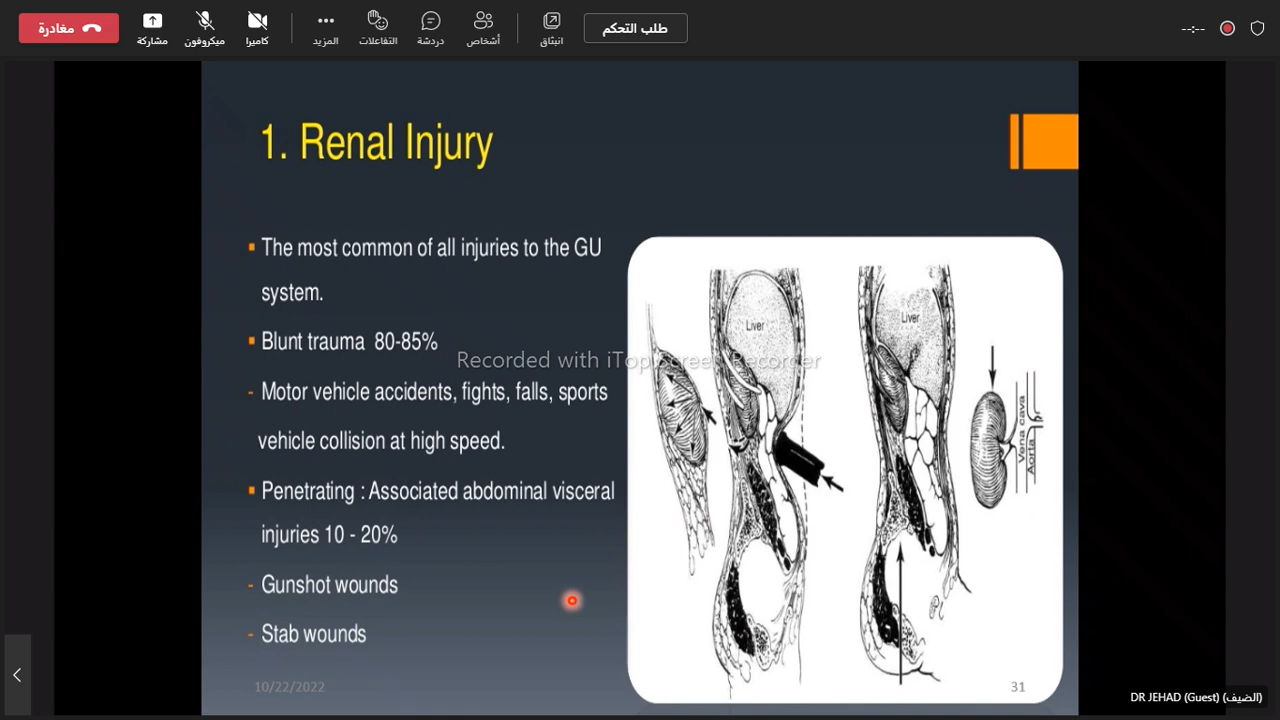 مغادرة
مشاركة
ميكروفون
كاميرا
المزيد
التفاعلات
دردشة
أشخاص
انبثاق
طلب التحكم
--:--
1. Renal Injury
The most common of all injuries to the GU
system.
Blunt trauma 80-85%
- Motor vehicle accidents, fights, falls, sports
vehicle collision at high speed.
Penetrating : Associated abdominal visceral
injuries 10 - 20%
- Gunshot wounds
- Stab wounds
Liver
Liver
Vena cava
Aorta
Recorded with iTop Screen Recorder
10/22/2022
31
DR JEHAD (Guest) (الضيف)